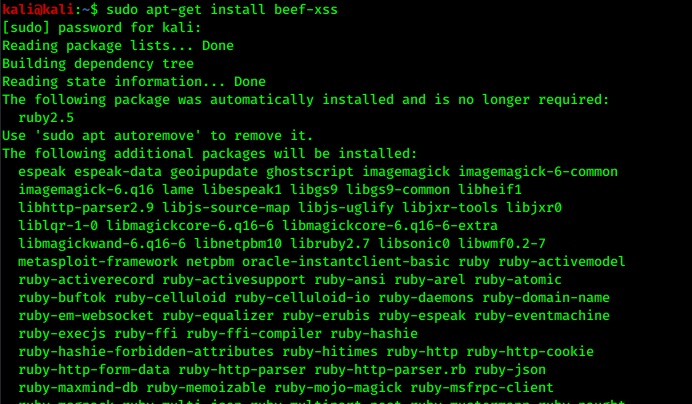 kali@kali:~$ sudo apt-get install beef-xss
[sudo] password for kali:
Reading package lists... Done
Building dependency tree
Reading state information... Done
The following package was automatically installed and is no longer required:
  ruby2.5
Use 'sudo apt autoremove' to remove it.
The following additional packages will be installed:
  espeak espeak-data geoipupdate ghostscript imagemagick imagemagick-6-common
  imagemagick-6.q16 lame libespeak1 libgs9 libgs9-common libheif1
  libhttp-parser2.9 libjs-source-map libjs-uglify libjxr-tools libjxr0
  liblqr-1-0 libmagickcore-6.q16-6 libmagickcore-6.q16-6-extra
  libmagickwand-6.q16-6 libnetpbm10 libruby2.7 libsonic0 libwmf0.2-7
  metasploit-framework netpbm oracle-instantclient-basic ruby ruby-activemodel
  ruby-activerecord ruby-activesupport ruby-ansi ruby-arel ruby-atomic
  ruby-buftok ruby-celluloid ruby-celluloid-io ruby-daemons ruby-domain-name
  ruby-em-websocket ruby-equalizer ruby-erubis ruby-espeak ruby-eventmachine
  ruby-execjs ruby-ffi ruby-ffi-compiler ruby-hashie
  ruby-hashie-forbidden-attributes ruby-hitimes ruby-http ruby-http-cookie
  ruby-http-form-data ruby-http-parser ruby-http-parser.rb ruby-json
  ruby-maxmind-db ruby-memoizable ruby-mojo-magick ruby-msfrpc-client